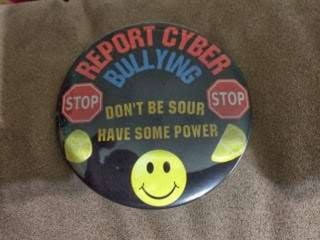 REPORT CYBER
BULLYING
STOP
STOP
DON'T BE SOUR
HAVE SOME POWER